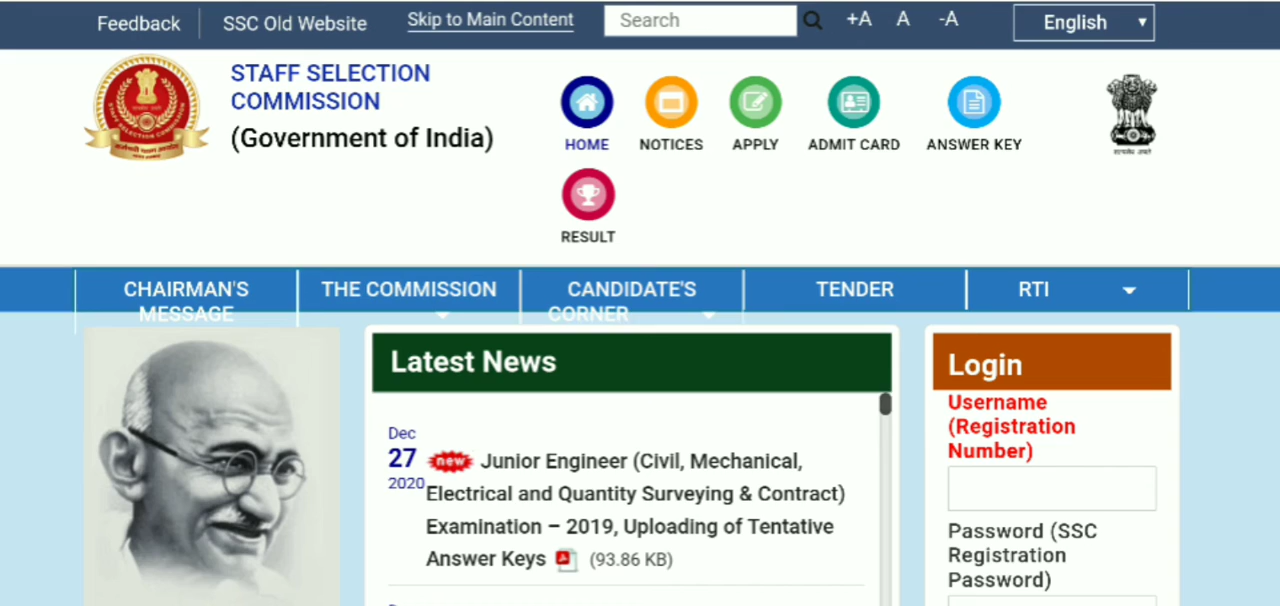 Feedback
SSC Old Website
Skip to Main Content
Search
+A A -A
English
STAFF SELECTION
COMMISSION
(Government of India)
HOME
NOTICES
APPLY
ADMIT CARD
ANSWER KEY
RESULT
CHAIRMAN'S
MESSAGE
THE COMMISSION
CANDIDATE'S
CORNER
TENDER
RTI
Latest News
Dec
27
2020
new Junior Engineer (Civil, Mechanical,
Electrical and Quantity Surveying & Contract)
Examination – 2019, Uploading of Tentative
Answer Keys (93.86 KB)
Login
Username
(Registration
Number)
Password (SSC
Registration
Password)